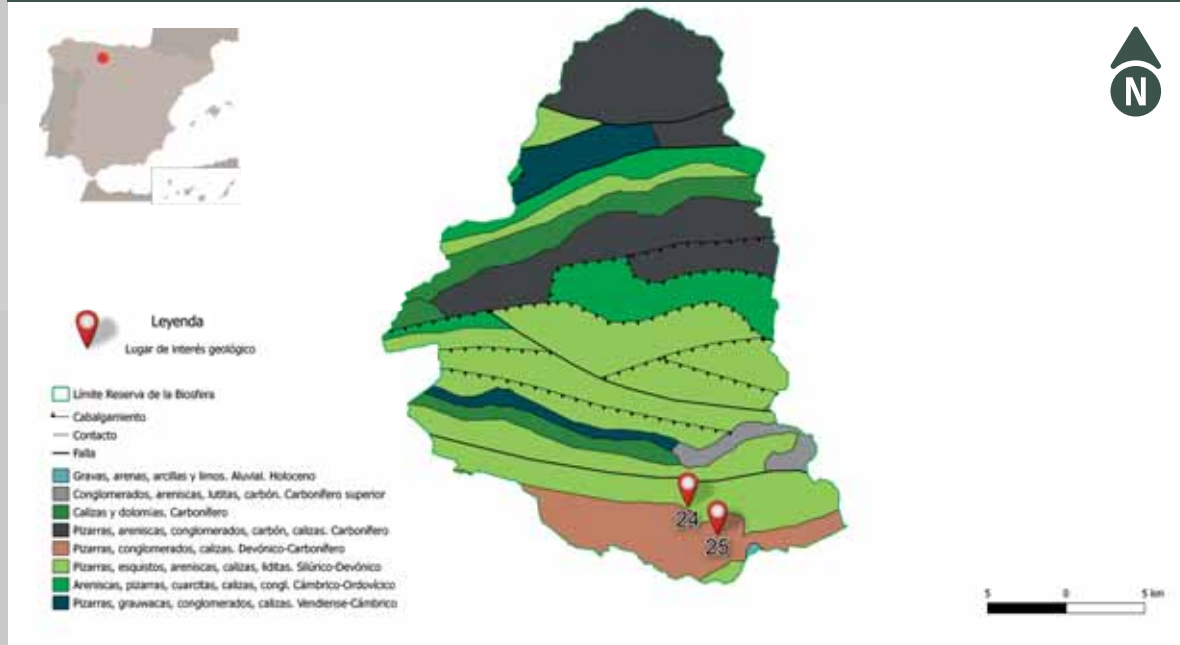 N
Leyenda
Lugar de interés geológico
Límite Reserva de la Biosfera
Cabalgamiento
Contacto
Falla
Gravas, arenas, arcillas y limos. Aluvial. Holoceno
Conglomerados, areniscas, lutitas, carbón. Carbonífero superior
Calizas y dolomías. Carbonífero
Pizarras, areniscas, conglomerados, carbón, calizas. Carbonífero
Pizarras, conglomerados, calizas. Devónico-Carbonífero
Pizarras, esquistos, areniscas, calizas, liditas. Silúrico-Devónico
Areniscas, pizarras, cuarcitas, calizas, congl. Cámbrico-Ordovícico
Pizarras, grauwacas, conglomerados, calizas. Vendiense-Cámbrico
24
25
5 0 5 km